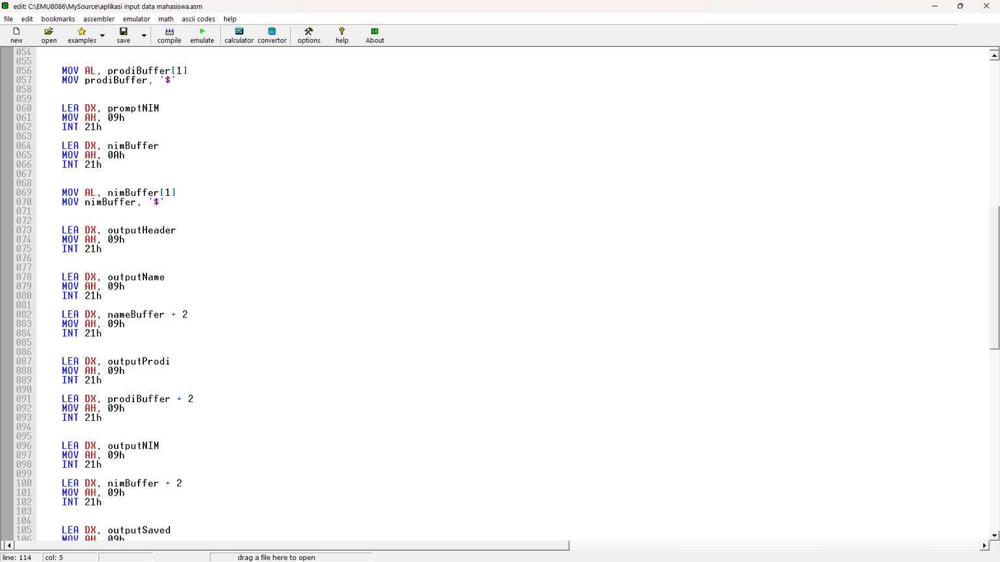 edit: C:\EMU8086\MySource\aplikasi input data mahasiswa.asm
file edit bookmarks assembler emulator math ascii codes help
new open examples save compile emulate calculator convertor options help About
054
055
056 MOV AL, prodiBuffer[1]
057 MOV prodiBuffer, '$'
058
059
060 LEA DX, promptNIM
061 MOV AH, 09h
062 INT 21h
063
064 LEA DX, nimBuffer
065 MOV AH, 0Ah
066 INT 21h
067
068
069 MOV AL, nimBuffer[1]
070 MOV nimBuffer, '$'
071
072
073 LEA DX, outputHeader
074 MOV AH, 09h
075 INT 21h
076
077
078 LEA DX, outputName
079 MOV AH, 09h
080 INT 21h
081
082 LEA DX, nameBuffer + 2
083 MOV AH, 09h
084 INT 21h
085
086
087 LEA DX, outputProdi
088 MOV AH, 09h
089 INT 21h
090
091 LEA DX, prodiBuffer + 2
092 MOV AH, 09h
093 INT 21h
094
095
096 LEA DX, outputNIM
097 MOV AH, 09h
098 INT 21h
099
100 LEA DX, nimBuffer + 2
101 MOV AH, 09h
102 INT 21h
103
104
105 LEA DX, outputSaved
106 MOV AH, 09h
line: 114 col: 5 drag a file here to open